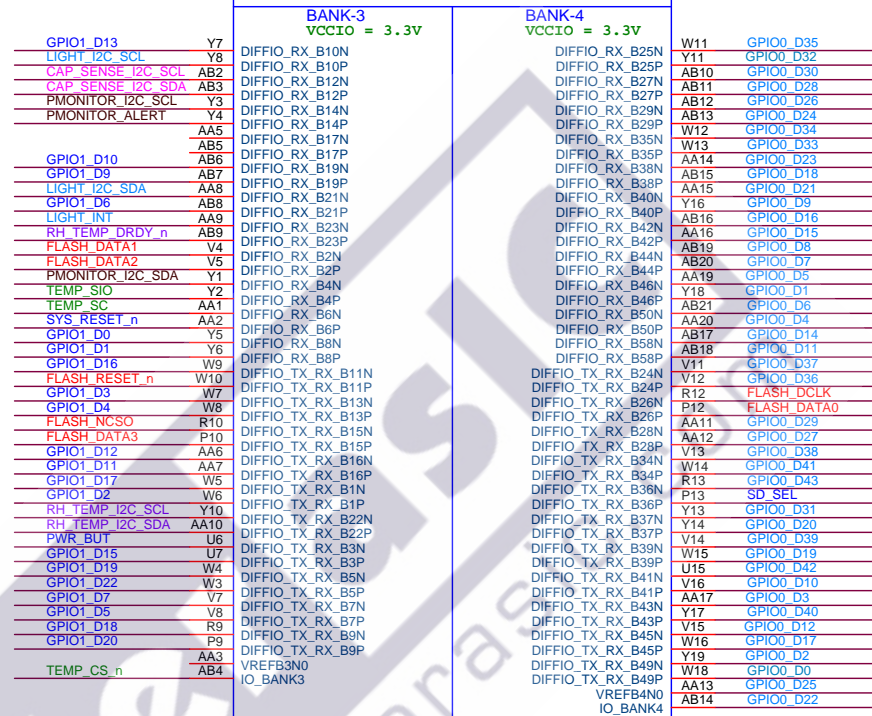 BANK-3 BANK-4
VCCIO = 3.3V VCCIO = 3.3V
GPIO1_D13 Y7 DIFFIO_RX_B10N DIFFIO_RX_B25N W11 GPIO0_D35
LIGHT_I2C_SCL Y8 DIFFIO_RX_B10P DIFFIO_RX_B25P Y11 GPIO0_D32
CAP_SENSE_I2C_SCL AB2 DIFFIO_RX_B12N DIFFIO_RX_B27N AB10 GPIO0_D30
CAP_SENSE_I2C_SDA AB3 DIFFIO_RX_B12P DIFFIO_RX_B27P AB11 GPIO0_D28
PMONITOR_I2C_SCL Y3 DIFFIO_RX_B14N DIFFIO_RX_B29N AB12 GPIO0_D26
PMONITOR_ALERT Y4 DIFFIO_RX_B14P DIFFIO_RX_B29P AB13 GPIO0_D24
AA5 DIFFIO_RX_B17N DIFFIO_RX_B35N W12 GPIO0_D34
AB5 DIFFIO_RX_B17P DIFFIO_RX_B35P W13 GPIO0_D33
GPIO1_D10 AB6 DIFFIO_RX_B19N DIFFIO_RX_B38N AA14 GPIO0_D23
GPIO1_D9 AB7 DIFFIO_RX_B19P DIFFIO_RX_B38P AB15 GPIO0_D18
LIGHT_I2C_SDA AA8 DIFFIO_RX_B21N DIFFIO_RX_B40N AA15 GPIO0_D21
GPIO1_D6 AB8 DIFFIO_RX_B21P DIFFIO_RX_B40P Y16 GPIO0_D9
LIGHT_INT AA9 DIFFIO_RX_B23N DIFFIO_RX_B42N AB16 GPIO0_D16
RH_TEMP_DRDY_n AB9 DIFFIO_RX_B23P DIFFIO_RX_B42P AA16 GPIO0_D15
FLASH_DATA1 V4 DIFFIO_RX_B2N DIFFIO_RX_B44N AB19 GPIO0_D8
FLASH_DATA2 V5 DIFFIO_RX_B2P DIFFIO_RX_B44P AB20 GPIO0_D7
PMONITOR_I2C_SDA Y1 DIFFIO_RX_B4N DIFFIO_RX_B46N AA19 GPIO0_D5
TEMP_SIO Y2 DIFFIO_RX_B4P DIFFIO_RX_B46P Y18 GPIO0_D1
TEMP_SC AA1 DIFFIO_RX_B6N DIFFIO_RX_B50N AB21 GPIO0_D6
SYS_RESET_n AA2 DIFFIO_RX_B6P DIFFIO_RX_B50P AA20 GPIO0_D4
GPIO1_D0 Y5 DIFFIO_RX_B8N DIFFIO_RX_B58N AB17 GPIO0_D14
GPIO1_D1 Y6 DIFFIO_RX_B8P DIFFIO_RX_B58P AB18 GPIO0_D11
GPIO1_D16 W9 DIFFIO_TX_RX_B11N DIFFIO_TX_RX_B24N V11 GPIO0_D37
FLASH_RESET_n W10 DIFFIO_TX_RX_B11P DIFFIO_TX_RX_B24P V12 GPIO0_D36
GPIO1_D3 W7 DIFFIO_TX_RX_B13N DIFFIO_TX_RX_B26N R12 FLASH_DCLK
GPIO1_D4 W8 DIFFIO_TX_RX_B13P DIFFIO_TX_RX_B26P P12 FLASH_DATA0
FLASH_NCSO R10 DIFFIO_TX_RX_B15N DIFFIO_TX_RX_B28N AA11 GPIO0_D29
FLASH_DATA3 P10 DIFFIO_TX_RX_B15P DIFFIO_TX_RX_B28P AA12 GPIO0_D27
GPIO1_D12 AA6 DIFFIO_TX_RX_B16N DIFFIO_TX_RX_B34N V13 GPIO0_D38
GPIO1_D11 AA7 DIFFIO_TX_RX_B16P DIFFIO_TX_RX_B34P W14 GPIO0_D41
GPIO1_D17 W5 DIFFIO_TX_RX_B1N DIFFIO_TX_RX_B36N R13 GPIO0_D43
GPIO1_D2 W6 DIFFIO_TX_RX_B1P DIFFIO_TX_RX_B36P P13 SD_SEL
RH_TEMP_I2C_SCL Y10 DIFFIO_TX_RX_B22N DIFFIO_TX_RX_B37N Y13 GPIO0_D31
RH_TEMP_I2C_SDA AA10 DIFFIO_TX_RX_B22P DIFFIO_TX_RX_B37P Y14 GPIO0_D20
PWR_BUT U6 DIFFIO_TX_RX_B3N DIFFIO_TX_RX_B39N V14 GPIO0_D39
GPIO1_D15 U7 DIFFIO_TX_RX_B3P DIFFIO_TX_RX_B39P W15 GPIO0_D19
GPIO1_D19 W4 DIFFIO_TX_RX_B5N DIFFIO_TX_RX_B41N U15 GPIO0_D42
GPIO1_D22 W3 DIFFIO_TX_RX_B5P DIFFIO_TX_RX_B41P V16 GPIO0_D10
GPIO1_D7 V7 DIFFIO_TX_RX_B7N DIFFIO_TX_RX_B43N AA17 GPIO0_D3
GPIO1_D5 V8 DIFFIO_TX_RX_B7P DIFFIO_TX_RX_B43P Y17 GPIO0_D40
GPIO1_D18 R9 DIFFIO_TX_RX_B9N DIFFIO_TX_RX_B45N V15 GPIO0_D12
GPIO1_D20 P9 DIFFIO_TX_RX_B9P DIFFIO_TX_RX_B45P W16 GPIO0_D17
AA3 VREFB3N0 DIFFIO_TX_RX_B49N Y19 GPIO0_D2
TEMP_CS_n AB4 IO_BANK3 DIFFIO_TX_RX_B49P W18 GPIO0_D0
VREFB4N0 AA13 GPIO0_D25
IO_BANK4 AB14 GPIO0_D22